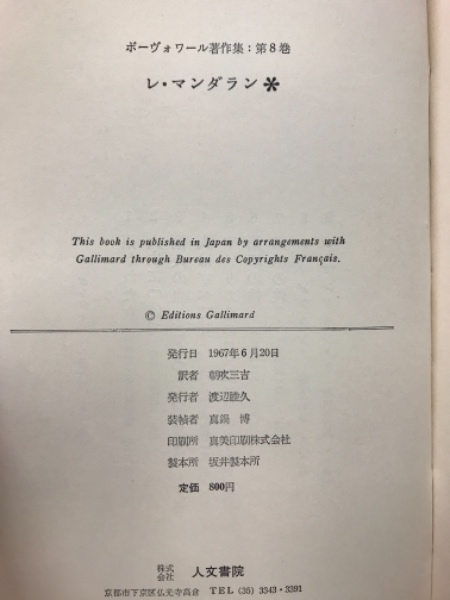 ボーヴォワール著作集：第8巻
レ・マンダラン＊
This book is published in Japan by arrangements with
Gallimard through Bureau des Copyrights Français.
© Editions Gallimard
発行日 1967年6月20日
訳者 朝吹三吉
発行者 渡辺睦久
装幀者 真鍋 博
印刷所 真美印刷株式会社
製本所 坂井製本所
定価 800円
株式会社 人文書院
京都市下京区仏光寺高倉 TEL (35) 3343・3391